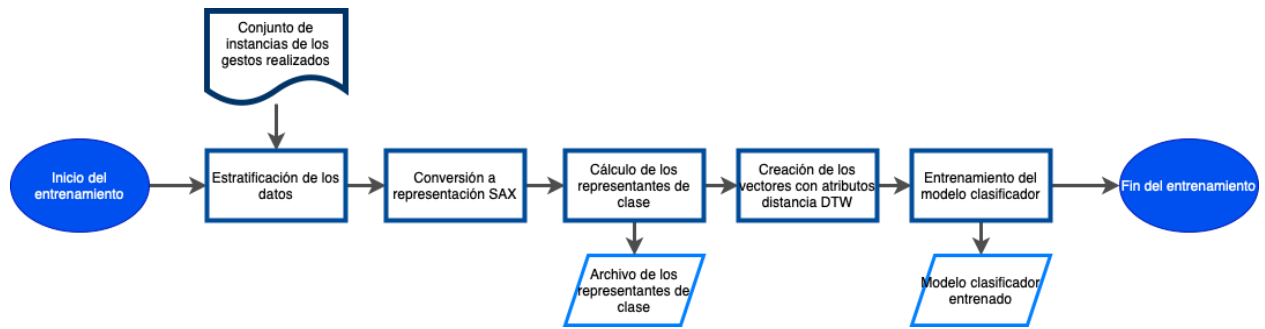 Conjunto de
instancias de los
gestos realizados
Inicio del
entrenamiento
Estratificación de los
datos
Conversión a
representación SAX
Cálculo de los
representantes de
clase
Creación de los
vectores con atributos
distancia DTW
Entrenamiento del
modelo clasificador
Fin del entrenamiento
Archivo de los
representantes de
clase
Modelo clasificador
entrenado